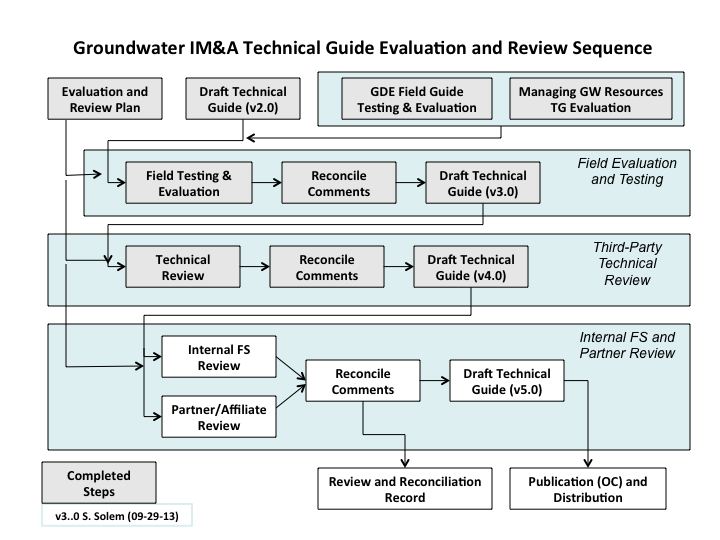 Groundwater IM&A Technical Guide Evaluation and Review Sequence
Evaluation and
Review Plan
Draft Technical
Guide (v2.0)
GDE Field Guide
Testing & Evaluation
Managing GW Resources
TG Evaluation
Field Evaluation
and Testing
Field Testing &
Evaluation
Reconcile
Comments
Draft Technical
Guide (v3.0)
Third-Party
Technical
Review
Technical
Review
Reconcile
Comments
Draft Technical
Guide (v4.0)
Internal FS and
Partner Review
Internal FS
Review
Partner/Affiliate
Review
Reconcile
Comments
Draft Technical
Guide (v5.0)
Completed
Steps
Review and Reconciliation
Record
Publication (OC) and
Distribution
v3..0 S. Solem (09-29-13)